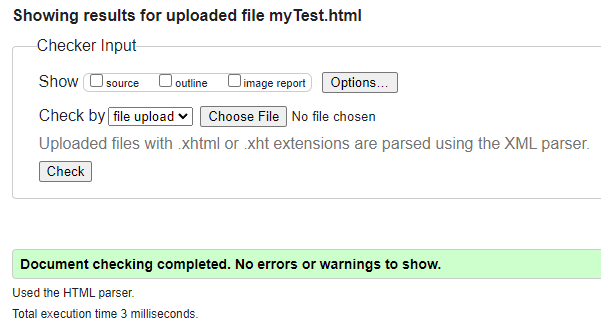 Showing results for uploaded file myTest.html
Checker Input
Show source outline image report Options...
Check by file upload Choose File No file chosen
Uploaded files with .xhtml or .xht extensions are parsed using the XML parser.
Check
Document checking completed. No errors or warnings to show.
Used the HTML parser.
Total execution time 3 milliseconds.